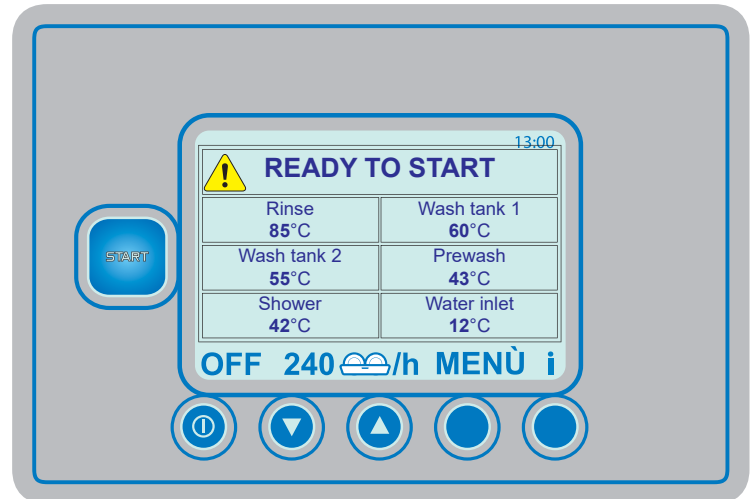 13:00
READY TO START
Rinse
85°C
Wash tank 1
60°C
Wash tank 2
55°C
Prewash
43°C
Shower
42°C
Water inlet
12°C
START
OFF 240 /h MENÙ i